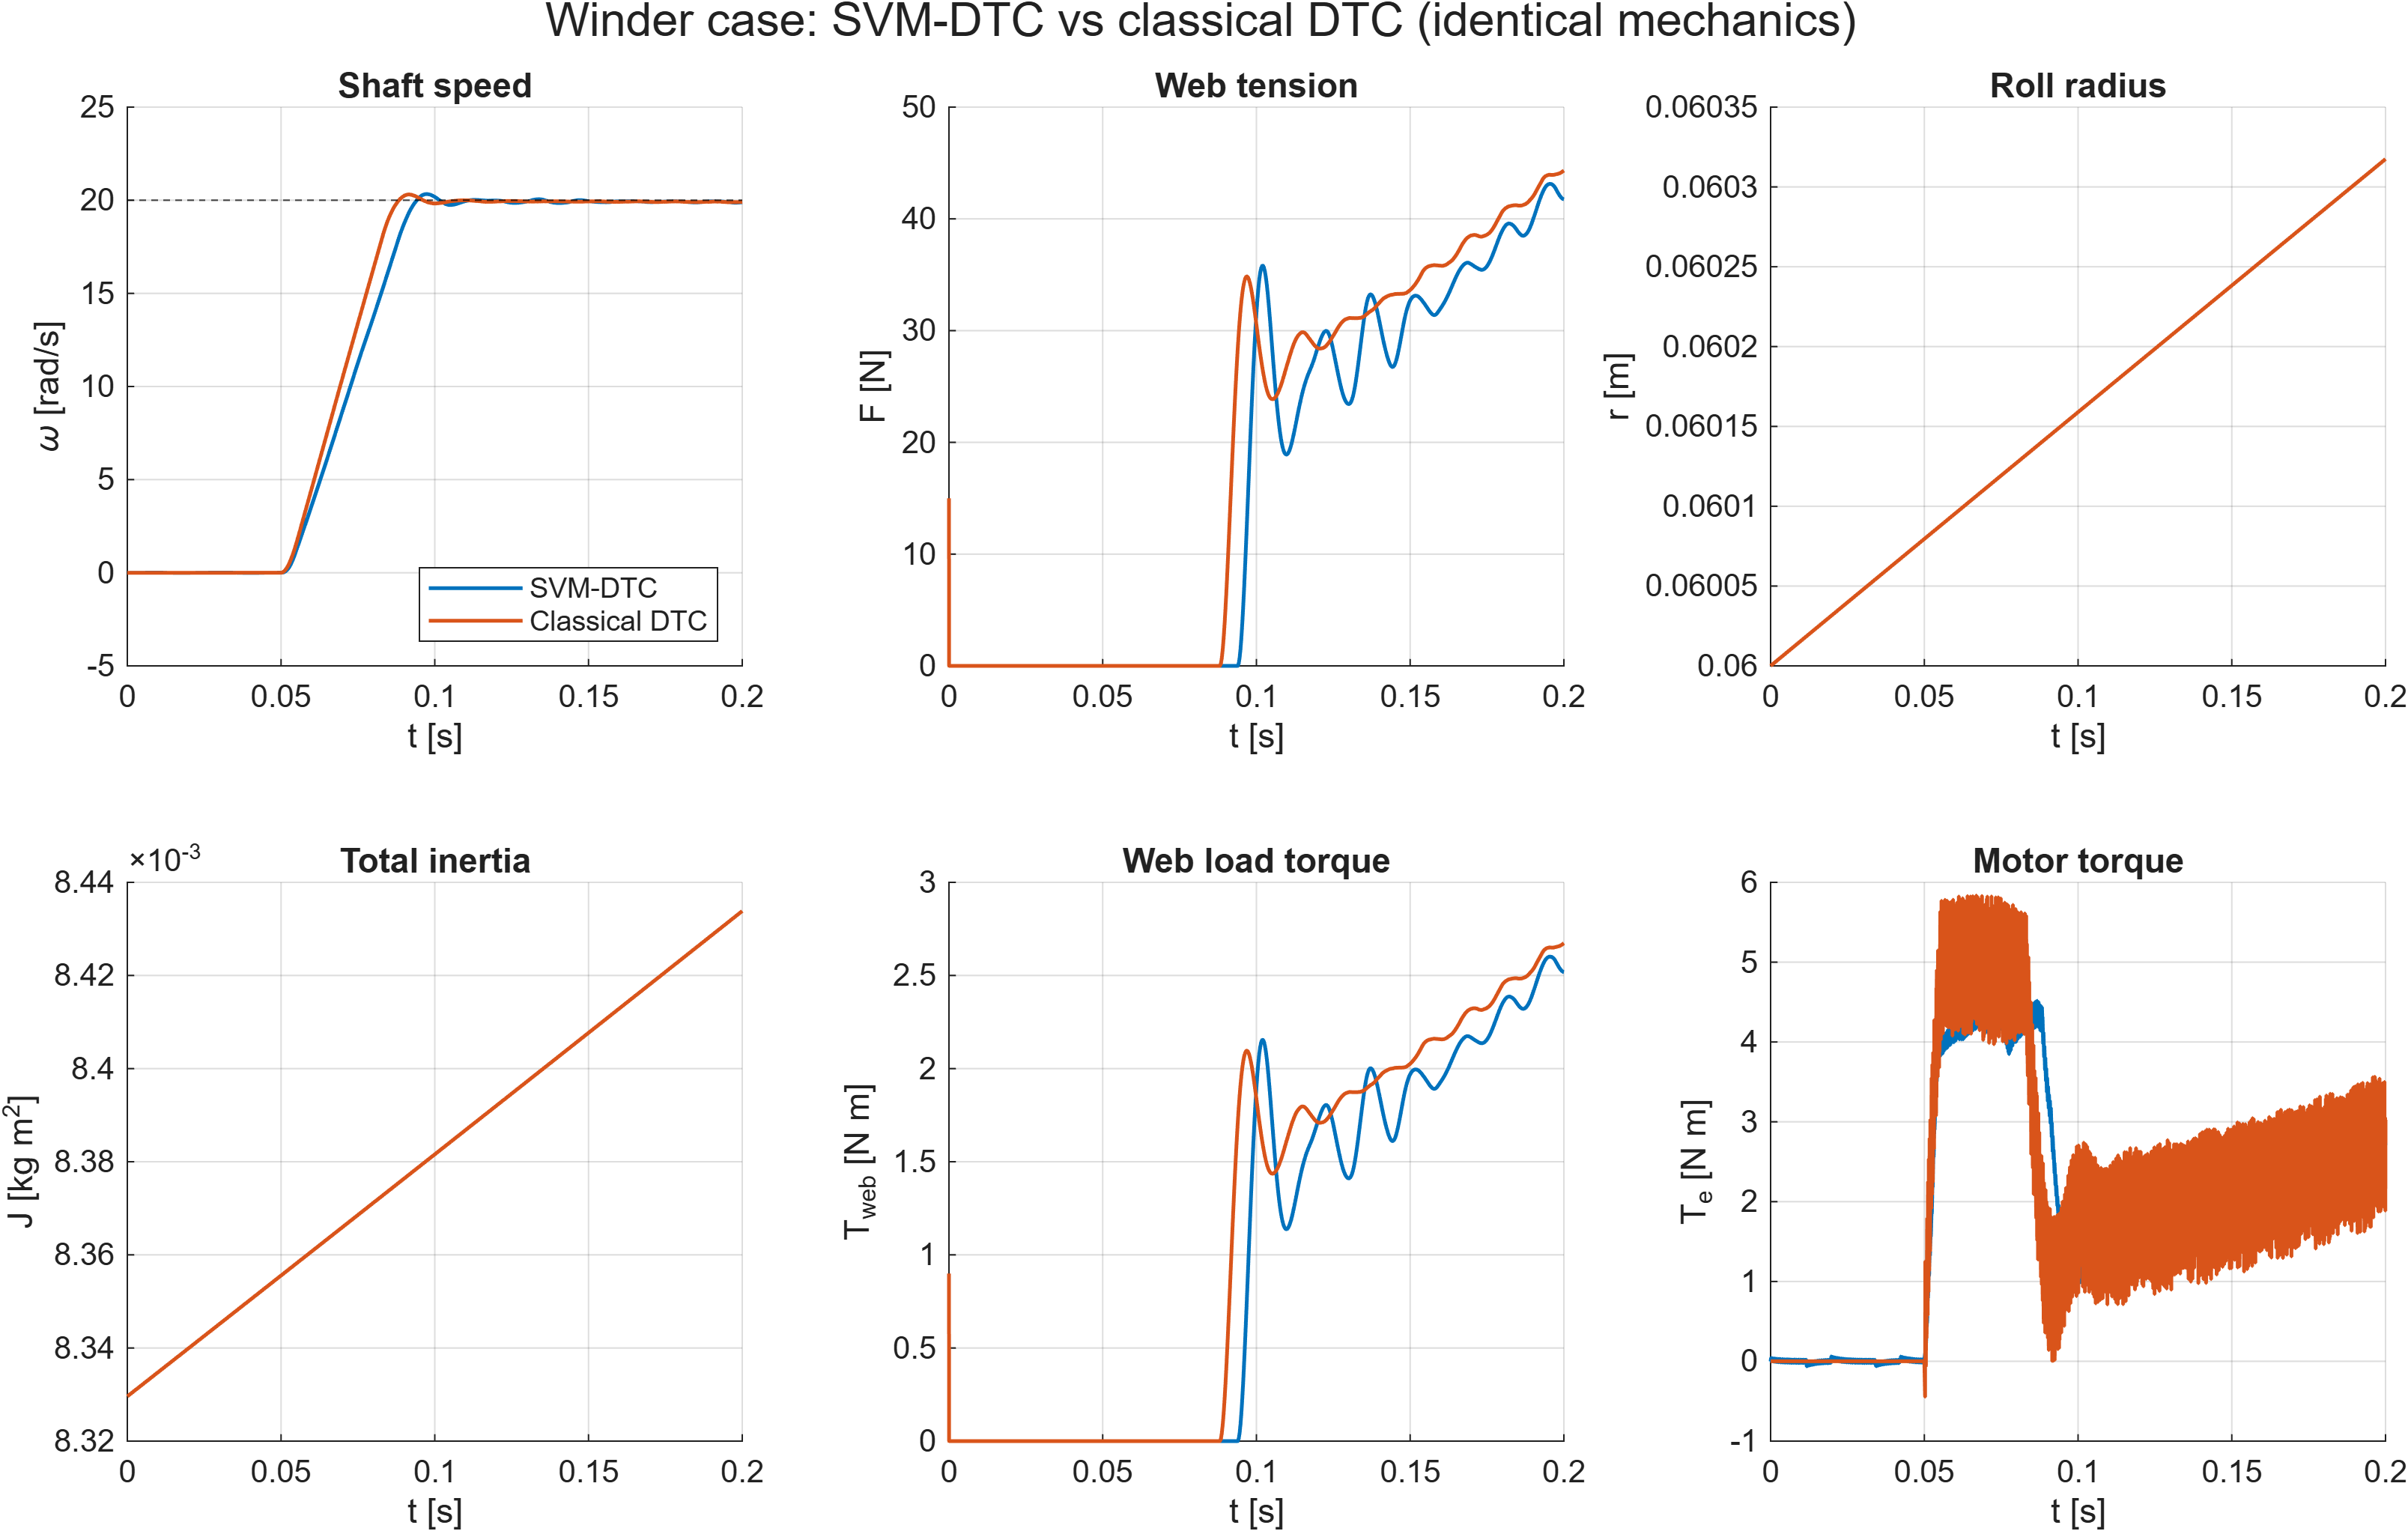 Winder case: SVM-DTC vs classical DTC (identical mechanics)
Shaft speed
25
20
15
10
5
0
-5
ω [rad/s]
SVM-DTC
Classical DTC
0 0.05 0.1 0.15 0.2
t [s]
Web tension
50
40
30
20
10
0
F [N]
0 0.05 0.1 0.15 0.2
t [s]
Roll radius
0.06035
0.0603
0.06025
0.0602
0.06015
0.0601
0.06005
0.06
r [m]
0 0.05 0.1 0.15 0.2
t [s]
Total inertia
×10⁻³
8.44
8.42
8.4
8.38
8.36
8.34
8.32
J [kg m²]
0 0.05 0.1 0.15 0.2
t [s]
Web load torque
3
2.5
2
1.5
1
0.5
0
T_web [N m]
0 0.05 0.1 0.15 0.2
t [s]
Motor torque
6
5
4
3
2
1
0
-1
T_e [N m]
0 0.05 0.1 0.15 0.2
t [s]